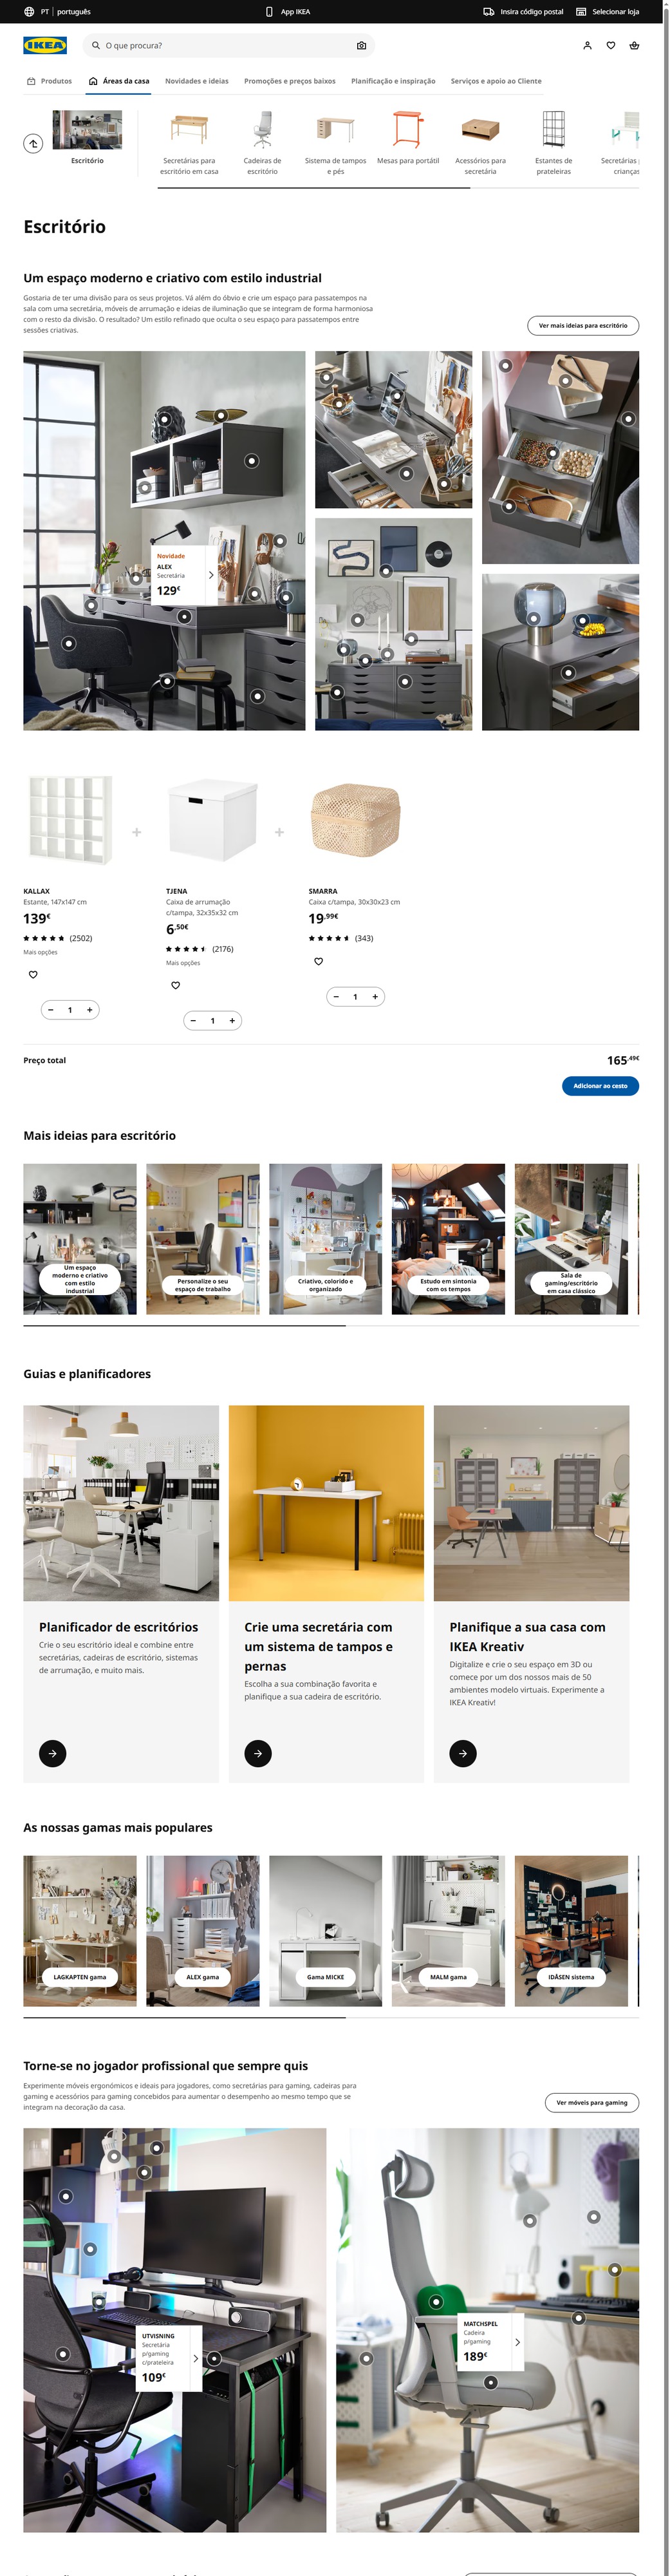 PT | português
App IKEA
Insira código postal
Selecionar loja
IKEA
O que procura?
Produtos
Áreas da casa
Novidades e ideias
Promoções e preços baixos
Planificação e inspiração
Serviços e apoio ao Cliente
Escritório
Secretárias para
escritório em casa
Cadeiras de
escritório
Sistema de tampos
e pés
Mesas para portátil
Acessórios para
secretária
Estantes de
prateleiras
Secretárias
crianças
Escritório
Um espaço moderno e criativo com estilo industrial
Gostaria de ter uma divisão para os seus projetos. Vá além do óbvio e crie um espaço para passatempos na
sala com uma secretária, móveis de arrumação e ideias de iluminação que se integram de forma harmoniosa
com o resto da divisão. O resultado? Um estilo refinado que oculta o seu espaço para passatempos entre
sessões criativas.
Ver mais ideias para escritório
Novidade
ALEX
Secretária
129€
KALLAX
Estante, 147x147 cm
139€
(2502)
Mais opções
- 1 +
+
TJENA
Caixa de arrumação
c/tampa, 32x35x32 cm
6,50€
(2176)
Mais opções
- 1 +
+
SMARRA
Caixa c/tampa, 30x30x23 cm
19,99€
(343)
- 1 +
Preço total
165,49€
Adicionar ao cesto
Mais ideias para escritório
Um espaço
moderno e criativo
com estilo
industrial
Personalize o seu
espaço de trabalho
Criativo, colorido e
organizado
Estudo em sintonia
com os tempos
Sala de
gaming/escritório
em casa clássico
Guias e planificadores
Planificador de escritórios
Crie o seu escritório ideal e combine entre
secretárias, cadeiras de escritório, sistemas
de arrumação, e muito mais.
Crie uma secretária com
um sistema de tampos e
pernas
Escolha a sua combinação favorita e
planifique a sua cadeira de escritório.
Planifique a sua casa com
IKEA Kreativ
Digitalize e crie o seu espaço em 3D ou
comece por um dos nossos mais de 50
ambientes modelo virtuais. Experimente a
IKEA Kreativ!
As nossas gamas mais populares
LAGKAPTEN gama
ALEX gama
Gama MICKE
MALM gama
IDÅSEN sistema
Torne-se no jogador profissional que sempre quis
Experimente móveis ergonómicos e ideais para jogadores, como secretárias para gaming, cadeiras para
gaming e acessórios para gaming concebidos para aumentar o desempenho ao mesmo tempo que se
integram na decoração da casa.
Ver móveis para gaming
UTVISNING
Secretária
p/gaming
c/prateleira
109€
MATCHSPEL
Cadeira
p/gaming
189€